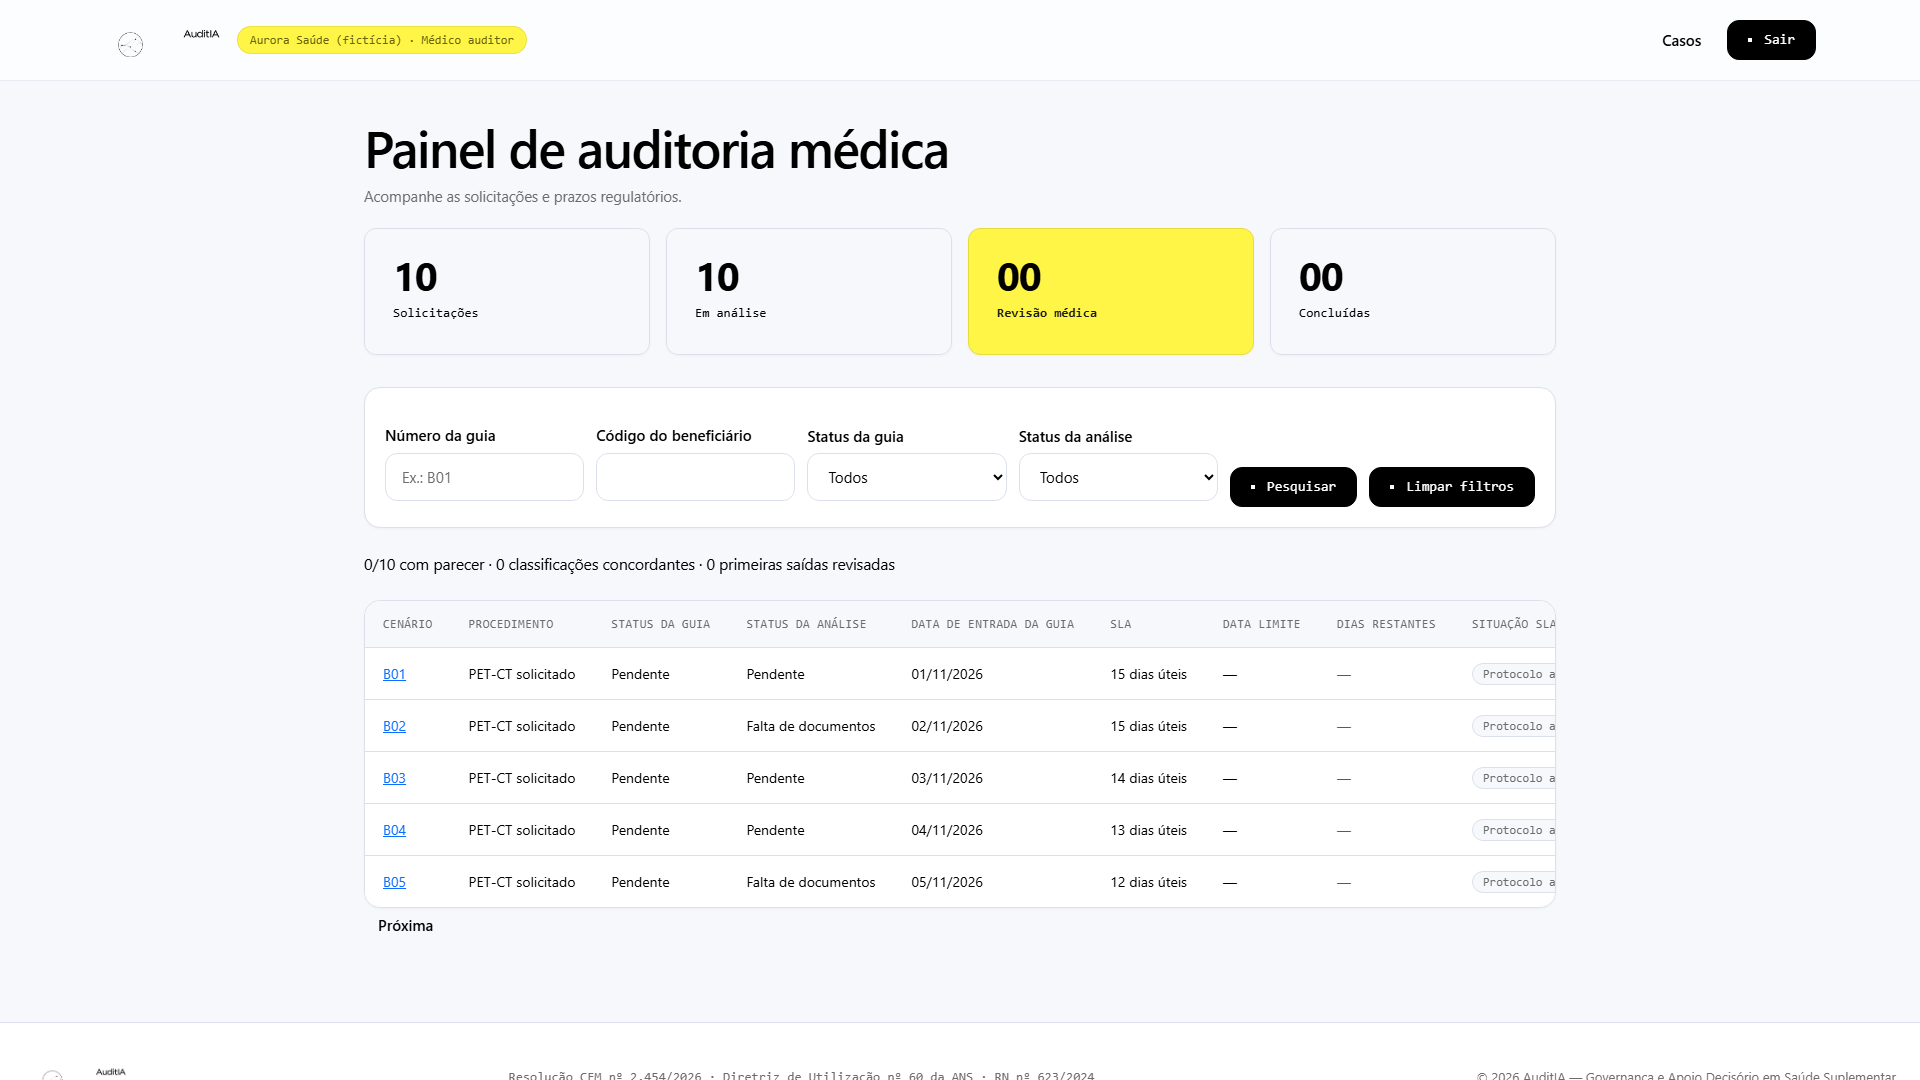 AuditIA
Aurora Saúde (fictícia) · Médico auditor
Casos
Sair
Painel de auditoria médica
Acompanhe as solicitações e prazos regulatórios.
10
Solicitações
10
Em análise
00
Revisão médica
00
Concluídas
Número da guia
Código do beneficiário
Status da guia
Status da análise
Ex.: B01
Todos
Todos
Pesquisar
Limpar filtros
0/10 com parecer · 0 classificações concordantes · 0 primeiras saídas revisadas
CENÁRIO PROCEDIMENTO STATUS DA GUIA STATUS DA ANÁLISE DATA DE ENTRADA DA GUIA SLA DATA LIMITE DIAS RESTANTES SITUAÇÃO SLA
B01 PET-CT solicitado Pendente Pendente 01/11/2026 15 dias úteis — — Protocolo a
B02 PET-CT solicitado Pendente Falta de documentos 02/11/2026 15 dias úteis — — Protocolo a
B03 PET-CT solicitado Pendente Pendente 03/11/2026 14 dias úteis — — Protocolo a
B04 PET-CT solicitado Pendente Pendente 04/11/2026 13 dias úteis — — Protocolo a
B05 PET-CT solicitado Pendente Falta de documentos 05/11/2026 12 dias úteis — — Protocolo a
Próxima
AuditIA
Resolução CFM nº 2.454/2026 · Diretriz de Utilização nº 60 da ANS · RN nº 623/2024
© 2026 AuditIA — Governança e Apoio Decisório em Saúde Suplementar